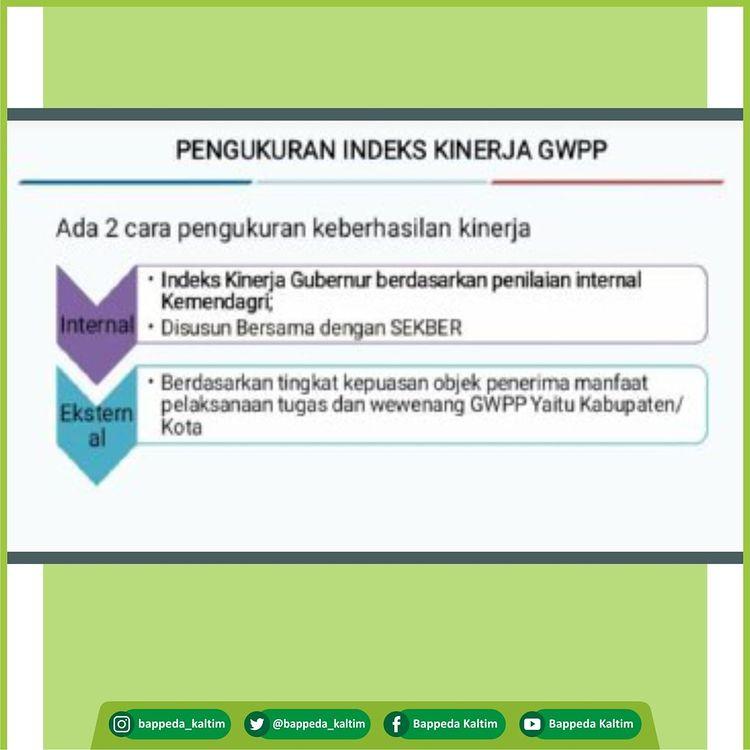 PENGUKURAN INDEKS KINERJA GWPP
Ada 2 cara pengukuran keberhasilan kinerja
Internal
• Indeks Kinerja Gubernur berdasarkan penilaian internal
Kemendagri;
• Disusun Bersama dengan SEKBER
Ekstern
al
• Berdasarkan tingkat kepuasan objek penerima manfaat
pelaksanaan tugas dan wewenang GWPP Yaitu Kabupaten/
Kota
bappeda_kaltim
@bappeda_kaltim
Bappeda Kaltim
Bappeda Kaltim